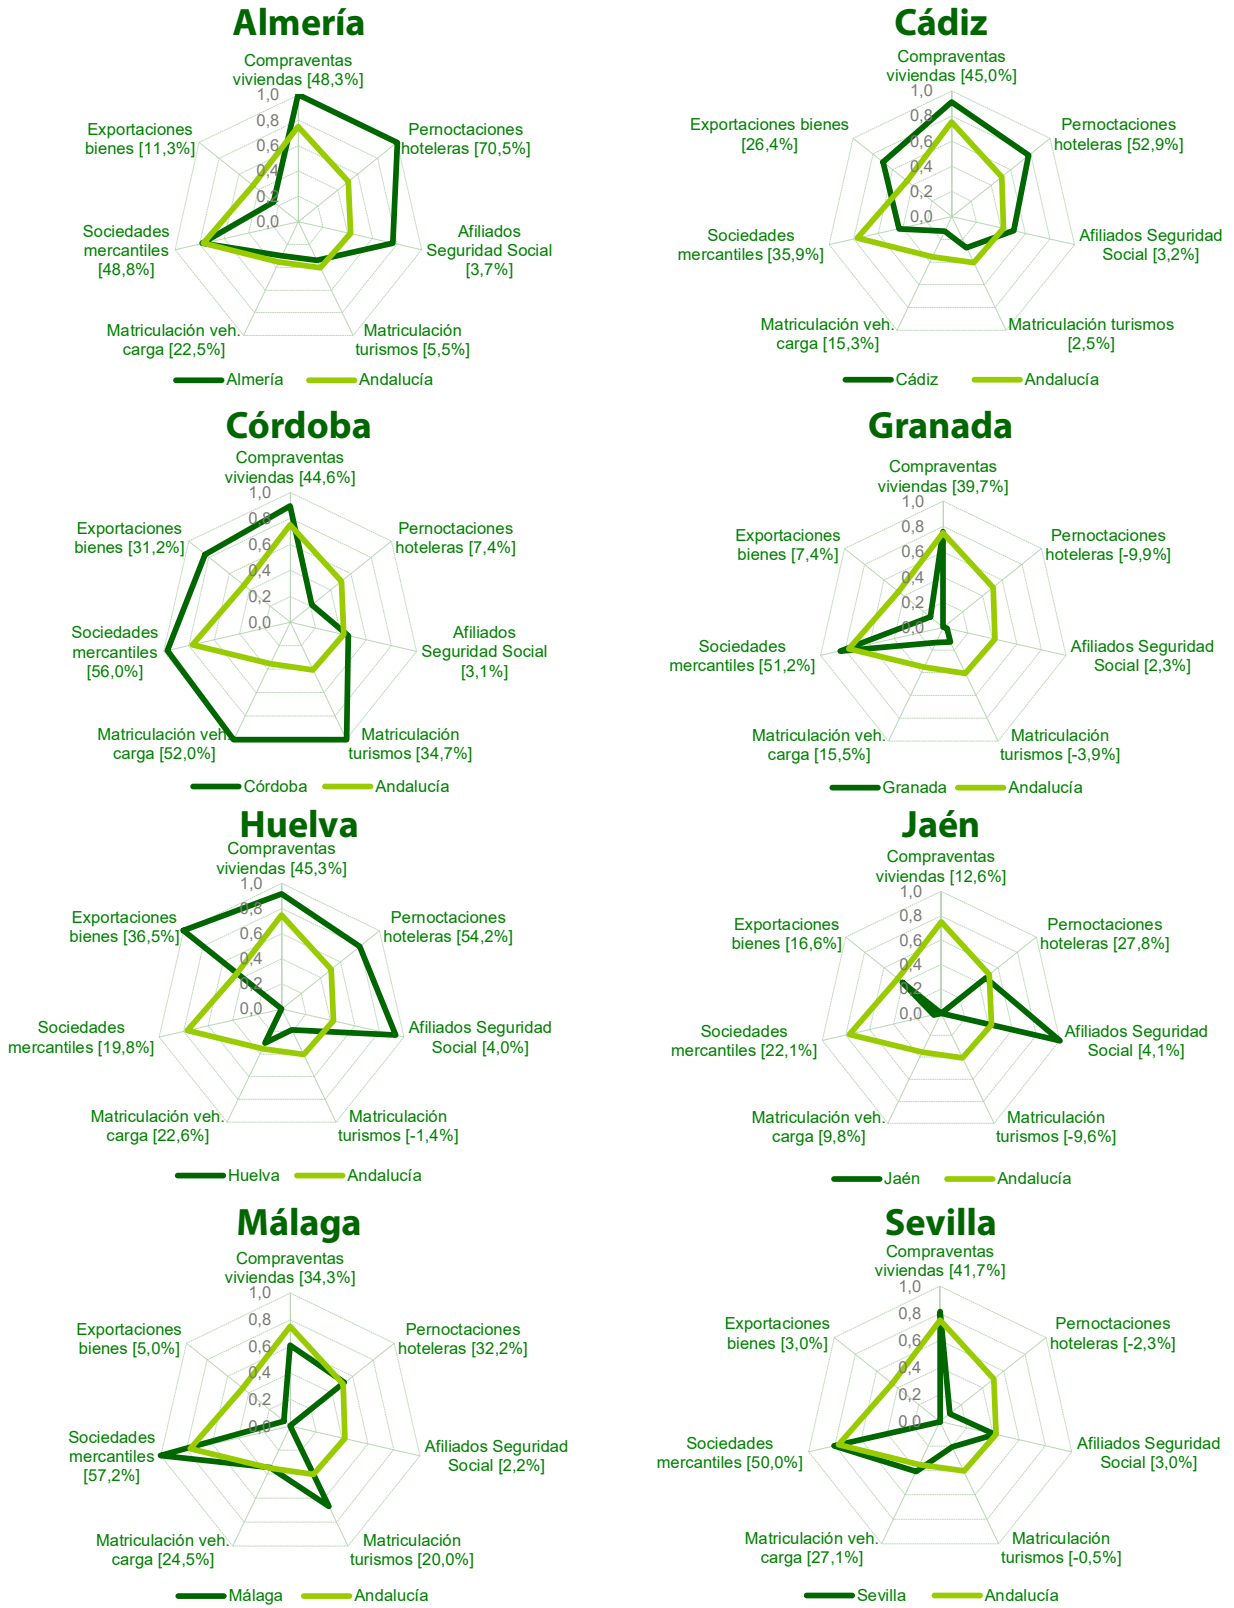 Almería
Compraventas
viviendas [48,3%]
1,0
0,8
0,6
0,4
0,2
0,0
Pernoctaciones
hoteleras [70,5%]
Afiliados
Seguridad Social
[3,7%]
Matriculación
turismos [5,5%]
Matriculación veh.
carga [22,5%]
Sociedades
mercantiles
[48,8%]
Exportaciones
bienes [11,3%]
Almería
Andalucía
Cádiz
Compraventas
viviendas [45,0%]
1,0
0,8
0,6
0,4
0,2
0,0
Pernoctaciones
hoteleras [52,9%]
Afiliados Seguridad
Social [3,2%]
Matriculación turismos
[2,5%]
Matriculación veh.
carga [15,3%]
Sociedades
mercantiles [35,9%]
Exportaciones bienes
[26,4%]
Cádiz
Andalucía
Córdoba
Compraventas
viviendas [44,6%]
1,0
0,8
0,6
0,4
0,2
0,0
Pernoctaciones
hoteleras [7,4%]
Afiliados
Seguridad Social
[3,1%]
Matriculación
turismos [34,7%]
Matriculación veh.
carga [52,0%]
Sociedades
mercantiles
[56,0%]
Exportaciones
bienes [31,2%]
Córdoba
Andalucía
Granada
Compraventas
viviendas [39,7%]
1,0
0,8
0,6
0,4
0,2
0,0
Pernoctaciones
hoteleras [-9,9%]
Afiliados Seguridad
Social [2,3%]
Matriculación
turismos [-3,9%]
Matriculación veh.
carga [15,5%]
Sociedades
mercantiles [51,2%]
Exportaciones
bienes [7,4%]
Granada
Andalucía
Huelva
Compraventas
viviendas [45,3%]
1,0
0,8
0,6
0,4
0,2
0,0
Pernoctaciones
hoteleras [54,2%]
Afiliados Seguridad
Social [4,0%]
Matriculación
turismos [-1,4%]
Matriculación veh.
carga [22,6%]
Sociedades
mercantiles [19,8%]
Exportaciones
bienes [36,5%]
Huelva
Andalucía
Jaén
Compraventas
viviendas [12,6%]
1,0
0,8
0,6
0,4
0,2
0,0
Pernoctaciones
hoteleras [27,8%]
Afiliados Seguridad
Social [4,1%]
Matriculación
turismos [-9,6%]
Matriculación veh.
carga [9,8%]
Sociedades
mercantiles [22,1%]
Exportaciones
bienes [16,6%]
Jaén
Andalucía
Málaga
Compraventas
viviendas [34,3%]
1,0
0,8
0,6
0,4
0,2
0,0
Pernoctaciones
hoteleras [32,2%]
Afiliados Seguridad
Social [2,2%]
Matriculación
turismos [20,0%]
Matriculación veh.
carga [24,5%]
Sociedades
mercantiles
[57,2%]
Exportaciones
bienes [5,0%]
Málaga
Andalucía
Sevilla
Compraventas
viviendas [41,7%]
1,0
0,8
0,6
0,4
0,2
0,0
Pernoctaciones
hoteleras [-2,3%]
Afiliados Seguridad
Social [3,0%]
Matriculación
turismos [-0,5%]
Matriculación veh.
carga [27,1%]
Sociedades
mercantiles [50,0%]
Exportaciones
bienes [3,0%]
Sevilla
Andalucía